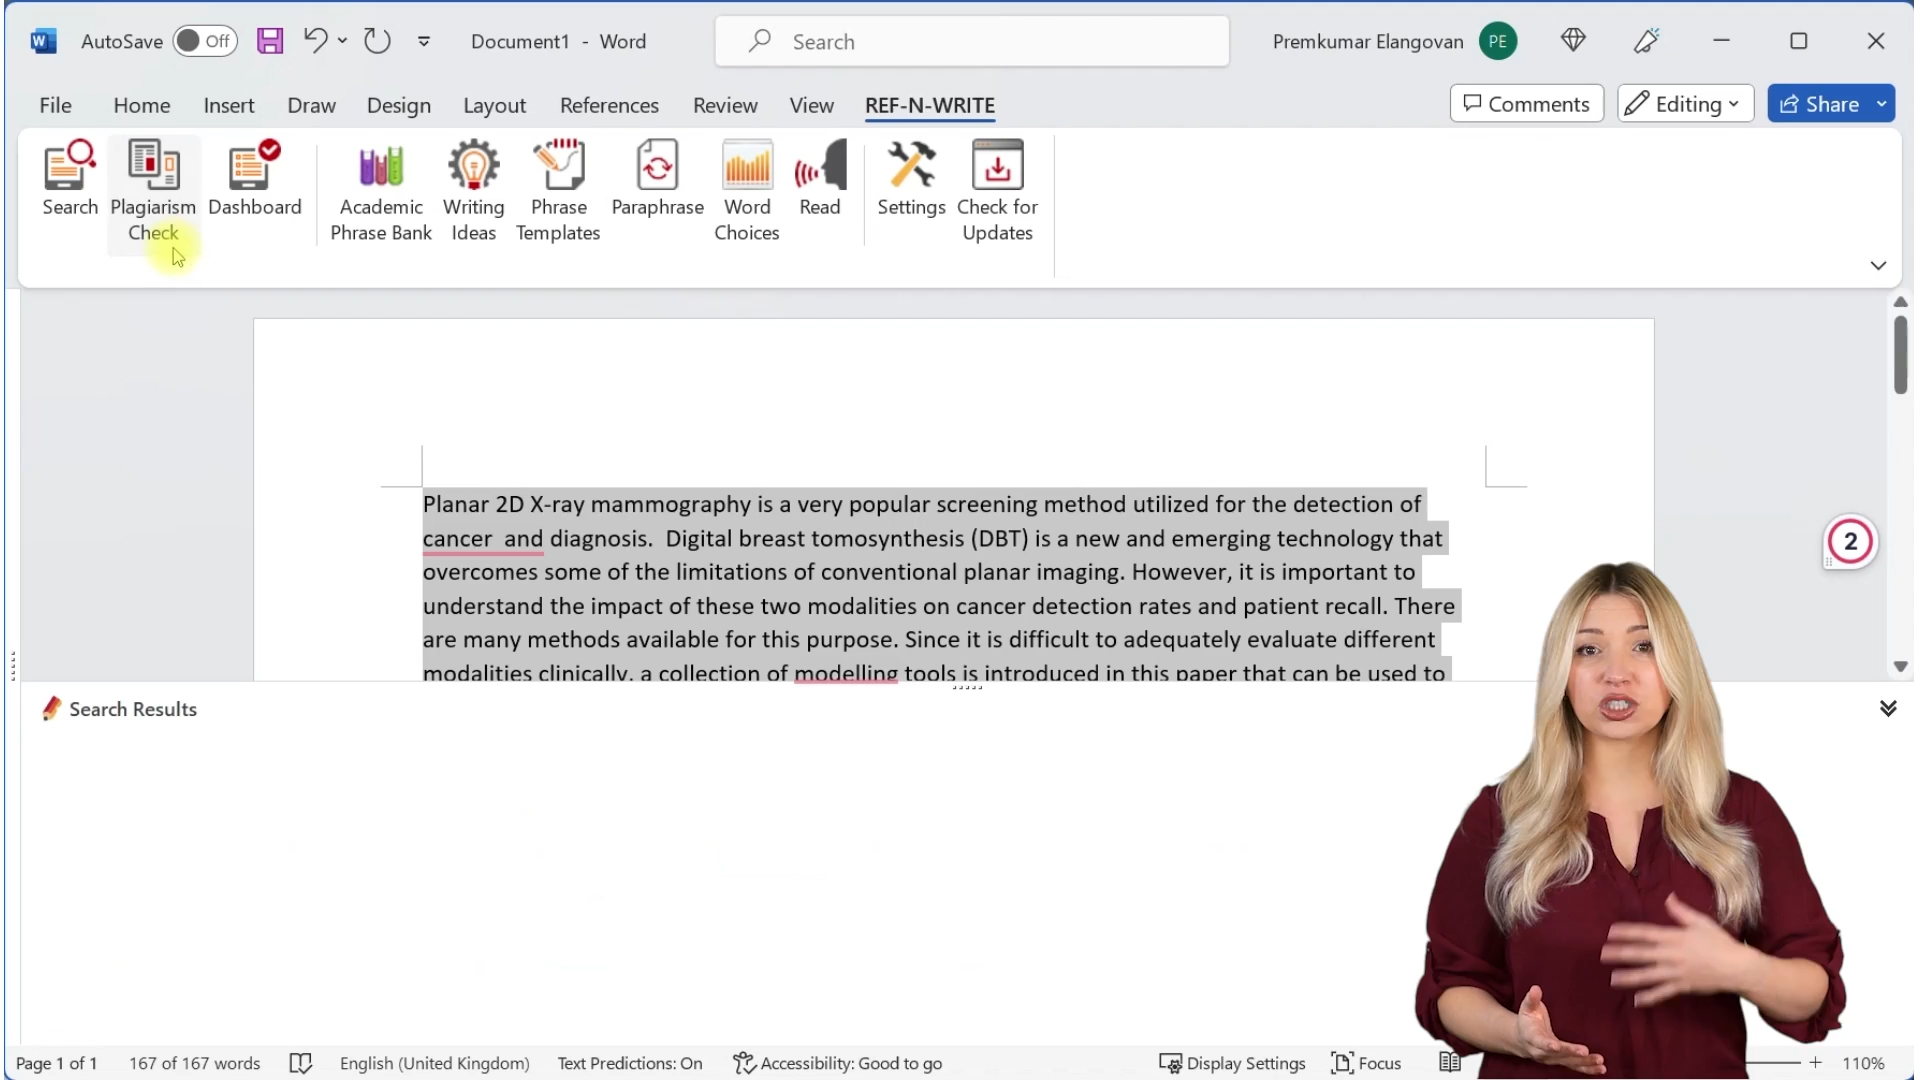 AutoSave Off Document1 - Word Search Premkumar Elangovan PE
File Home Insert Draw Design Layout References Review View REF-N-WRITE Comments Editing Share
Search Plagiarism Check Dashboard Academic Phrase Bank Writing Ideas Phrase Templates Paraphrase Word Choices Read Settings Check for Updates
Planar 2D X-ray mammography is a very popular screening method utilized for the detection of
cancer  and diagnosis.  Digital breast tomosynthesis (DBT) is a new and emerging technology that
overcomes some of the limitations of conventional planar imaging. However, it is important to
understand the impact of these two modalities on cancer detection rates and patient recall. There
are many methods available for this purpose. Since it is difficult to adequately evaluate different
modalities clinically, a collection of modelling tools is introduced in this paper that can be used to
2
Search Results
Page 1 of 1 167 of 167 words English (United Kingdom) Text Predictions: On Accessibility: Good to go Display Settings Focus 110%